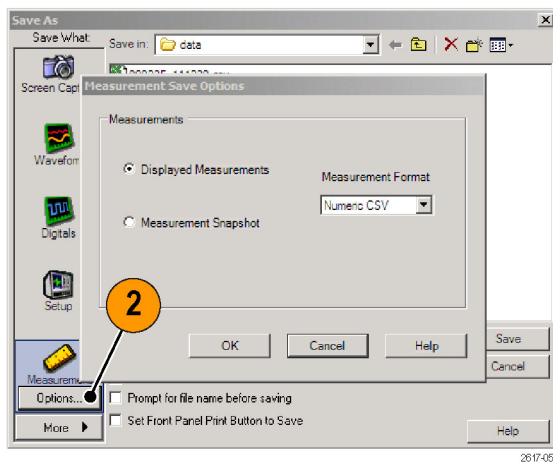 Save As
Save What:
Save in:
data
Screen Capt
Measurement Save Options
Measurements
Waveform
Displayed Measurements
Measurement Format
Numeric CSV
Measurement Snapshot
Digitals
Setup
2
OK
Cancel
Help
Save
Cancel
Measureme
Options...
Prompt for file name before saving
Set Front Panel Print Button to Save
More
Help
2617-05